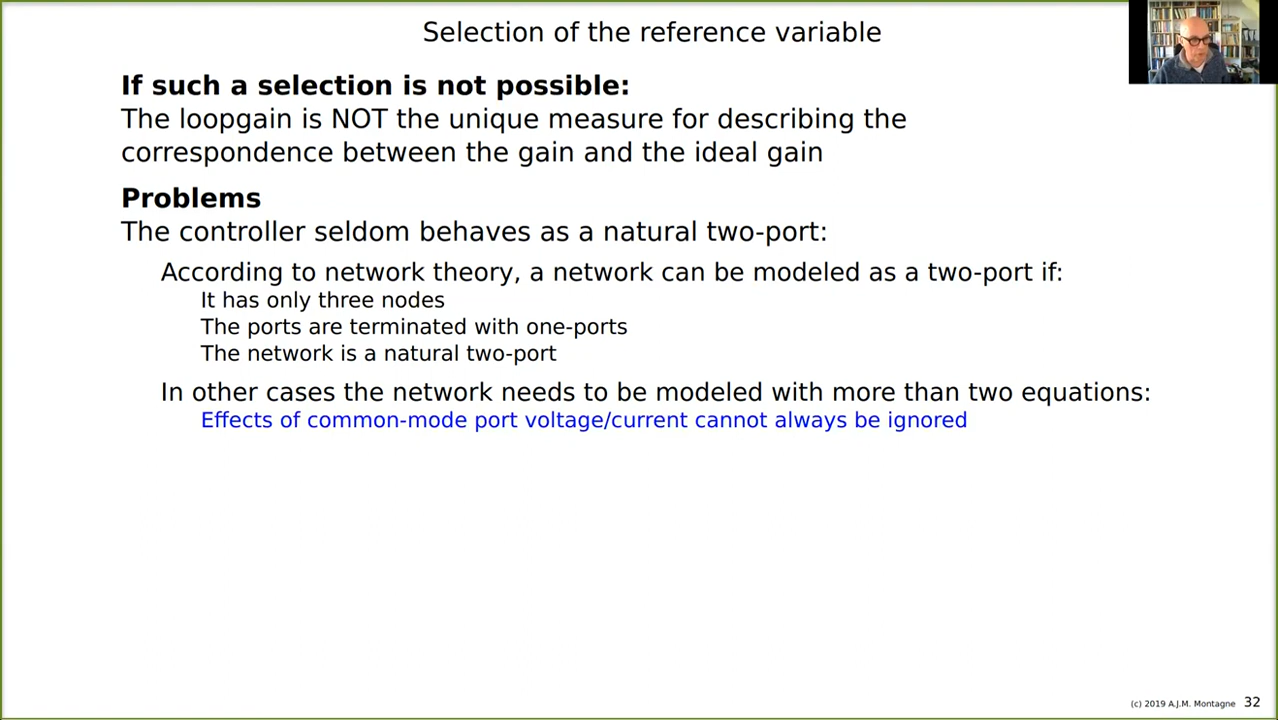 Selection of the reference variable
If such a selection is not possible:
The loopgain is NOT the unique measure for describing the
correspondence between the gain and the ideal gain
Problems
The controller seldom behaves as a natural two-port:
According to network theory, a network can be modeled as a two-port if:
It has only three nodes
The ports are terminated with one-ports
The network is a natural two-port
In other cases the network needs to be modeled with more than two equations:
Effects of common-mode port voltage/current cannot always be ignored
(c) 2019 A.J.M. Montagne 32